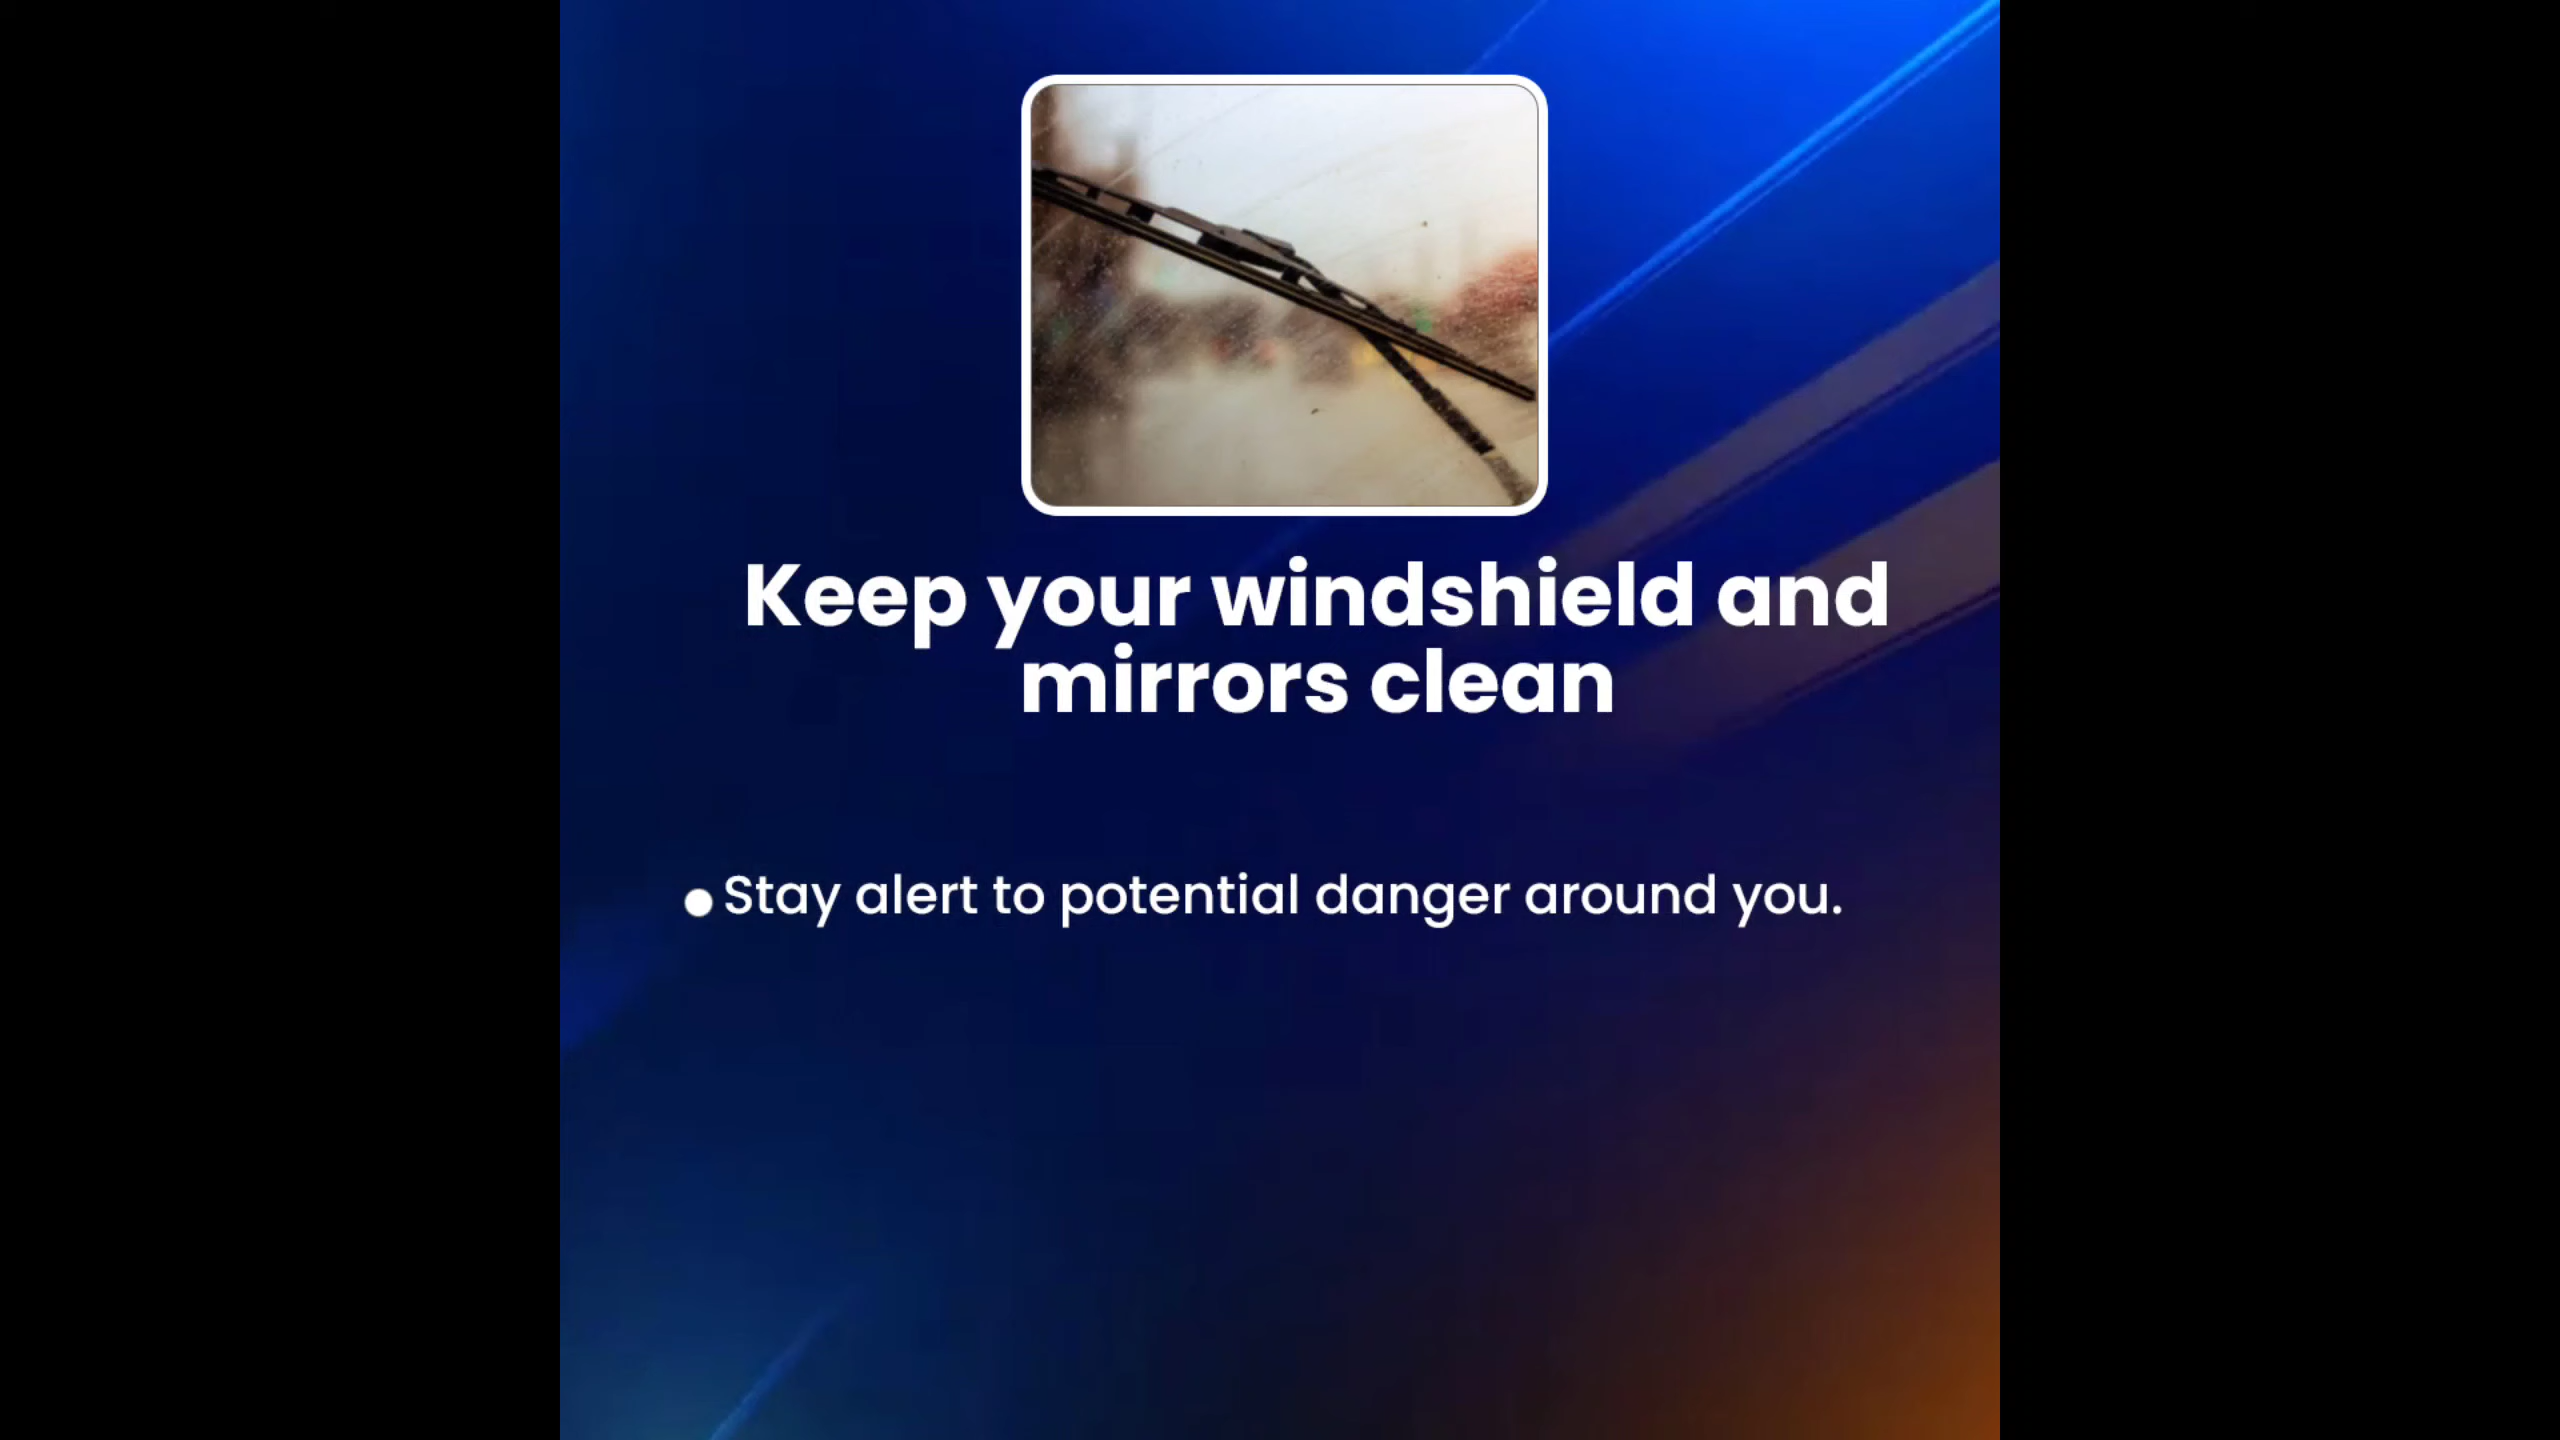 Keep your windshield and
mirrors clean
Stay alert to potential danger around you.